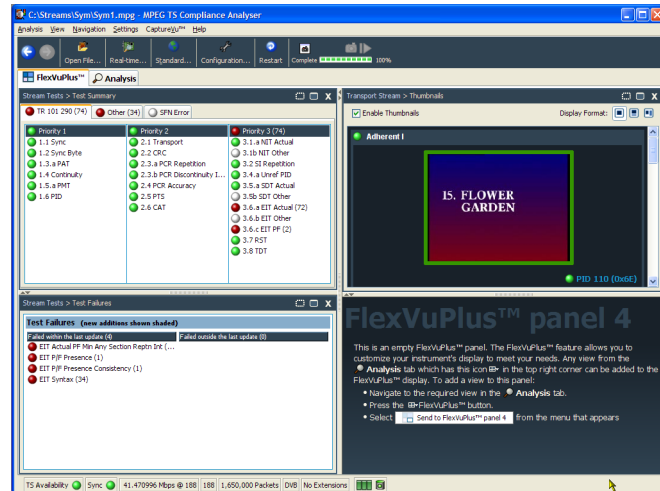 C:\Streams\Sym\Sym1.mpg - MPEG TS Compliance Analyser
Analysis View Navigation Settings CaptureVu™ Help
Open File... Real-time... Standard... Configuration... Restart Complete 100%
FlexVuPlus™ Analysis
Stream Tests > Test Summary
TR 101 290 (74) Other (34) SFN Error
Priority 1
1.1 Sync
1.2 Sync Byte
1.3.a PAT
1.4 Continuity
1.5.a PMT
1.6 PID
Priority 2
2.1 Transport
2.2 CRC
2.3.a PCR Repetition
2.3.b PCR Discontinuity I...
2.4 PCR Accuracy
2.5 PTS
2.6 CAT
Priority 3 (74)
3.1.a NIT Actual
3.1b NIT Other
3.2 SI Repetition
3.4.a Unref PID
3.5.a SDT Actual
3.5b SDT Other
3.6.a EIT Actual (72)
3.6.b EIT Other
3.6.c EIT PF (2)
3.7 RST
3.8 TDT
Transport Stream > Thumbnails
Enable Thumbnails Display Format:
Adherent I
15. FLOWER
GARDEN
PID 110 (0x6E)
Stream Tests > Test Failures
Test Failures (new additions shown shaded)
Failed within the last update (4) Failed outside the last update (0)
EIT Actual PF Min Any Section Reptn Int (...
EIT P/F Presence (1)
EIT P/F Presence Consistency (1)
EIT Syntax (34)
FlexVuPlus™ panel 4
This is an empty FlexVuPlus™ panel. The FlexVuPlus™ feature allows you to
customize your instrument's display to meet your needs. Any view from the
Analysis tab which has this icon in the top right corner can be added to the
FlexVuPlus™ display. To add a view to this panel:
• Navigate to the required view in the Analysis tab.
• Press the FlexVuPlus™ button.
• Select Send to FlexVuPlus™ panel 4 from the menu that appears
TS Availability Sync 41.470996 Mbps @ 188 188 1,650,000 Packets DVB No Extensions